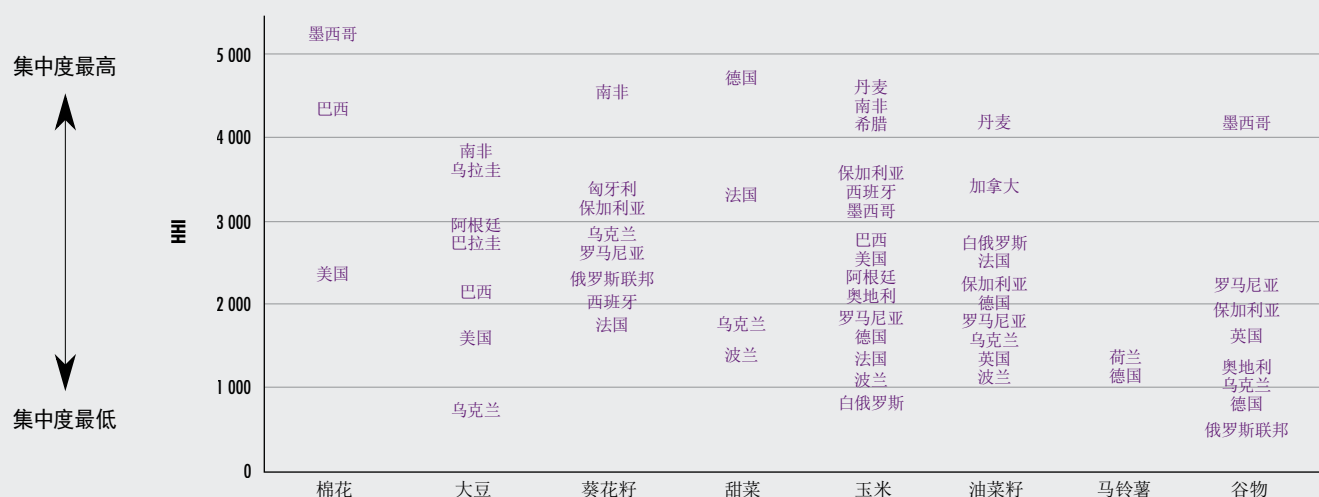 集中度最高
集中度最低
HHI
5 000
4 000
3 000
2 000
1 000
0
墨西哥
巴西
美国
棉花
南非
乌拉圭
阿根廷
巴拉圭
巴西
美国
乌克兰
大豆
南非
匈牙利
保加利亚
乌克兰
罗马尼亚
俄罗斯联邦
西班牙
法国
葵花籽
德国
法国
乌克兰
波兰
甜菜
丹麦
南非
希腊
保加利亚
西班牙
墨西哥
巴西
美国
阿根廷
奥地利
罗马尼亚
德国
法国
波兰
白俄罗斯
玉米
丹麦
加拿大
白俄罗斯
法国
保加利亚
德国
罗马尼亚
乌克兰
英国
波兰
油菜籽
荷兰
德国
马铃薯
墨西哥
罗马尼亚
保加利亚
英国
奥地利
乌克兰
德国
俄罗斯联邦
谷物